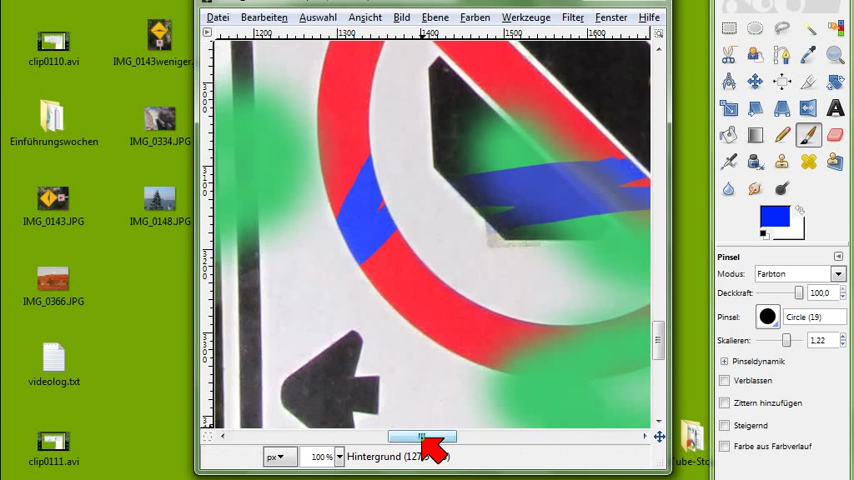 Datei Bearbeiten Auswahl Ansicht Bild Ebene Farben Werkzeuge Filter Fenster Hilfe
1200 1300 1400 1500 1600
clip0110.avi
IMG_0143weniger.
Einführungswochen
IMG_0334.JPG
IMG_0143.JPG
IMG_0148.JPG
IMG_0366.JPG
videolog.txt
clip0111.avi
px 100 % Hintergrund
Pinsel
Modus: Farbton
Deckkraft: 100,0
Pinsel: Circle (19)
Skalieren: 1,22
Pinseldynamik
Verblassen
Zittern hinzufügen
Steigernd
Farbe aus Farbverlauf